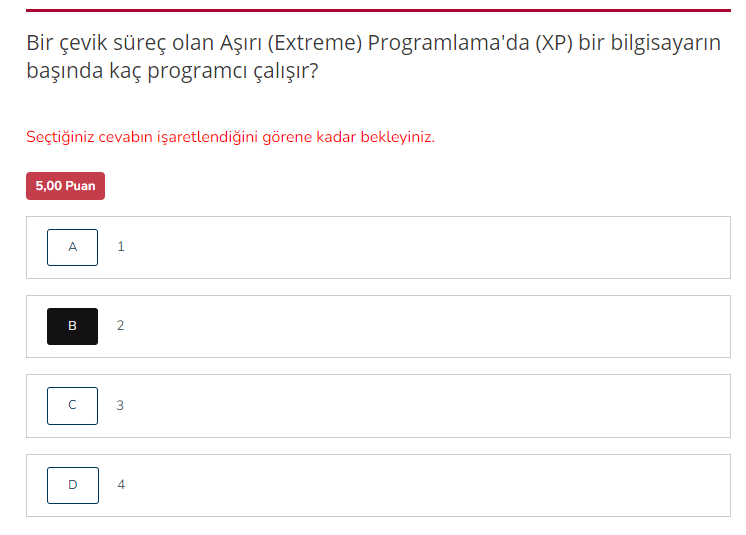 Bir çevik süreç olan Aşırı (Extreme) Programlama'da (XP) bir bilgisayarın
başında kaç programcı çalışır?
Seçtiğiniz cevabın işaretlendiğini görene kadar bekleyiniz.
5,00 Puan
A 1
B 2
C 3
D 4